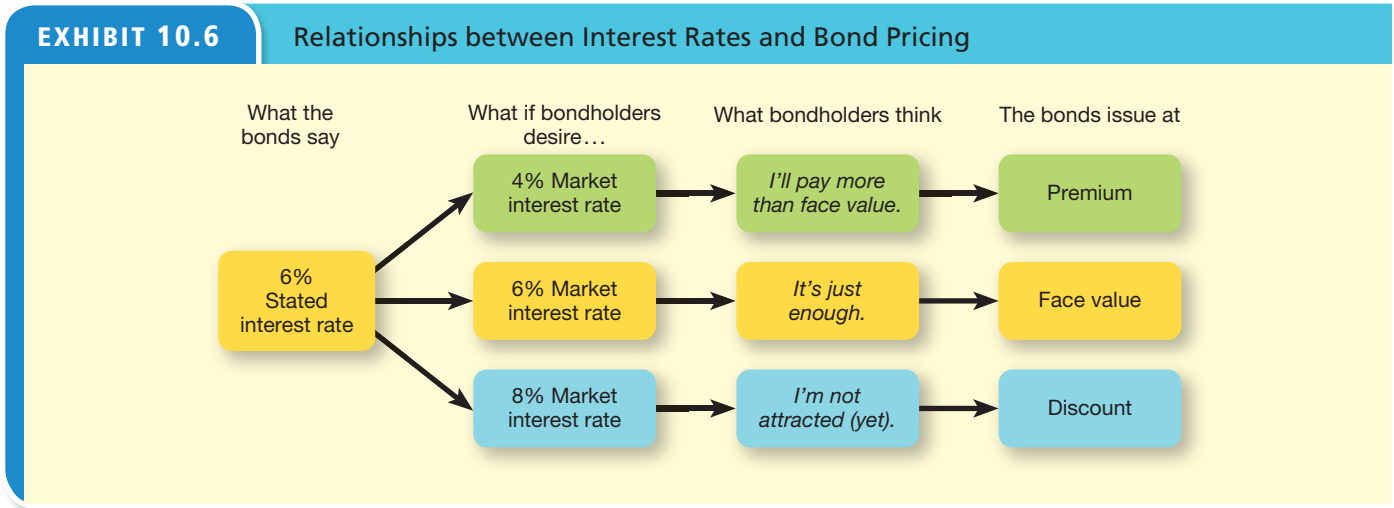 EXHIBIT 10.6
Relationships between Interest Rates and Bond Pricing
What the
bonds say
What if bondholders
desire…
What bondholders think
The bonds issue at
6%
Stated
interest rate
4% Market
interest rate
I'll pay more
than face value.
Premium
6% Market
interest rate
It's just
enough.
Face value
8% Market
interest rate
I'm not
attracted (yet).
Discount